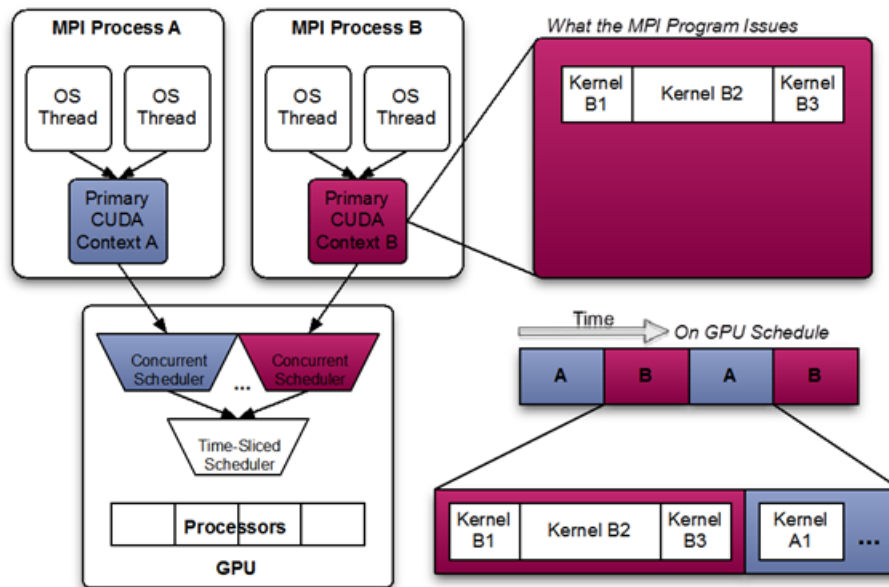 MPI Process A
OS
Thread
OS
Thread
Primary
CUDA
Context A
MPI Process B
OS
Thread
OS
Thread
Primary
CUDA
Context B
What the MPI Program Issues
Kernel
B1
Kernel B2
Kernel
B3
Concurrent
Scheduler
...
Concurrent
Scheduler
Time-Sliced
Scheduler
Processors
GPU
Time
On GPU Schedule
A
B
A
B
Kernel
B1
Kernel B2
Kernel
B3
Kernel
A1
...